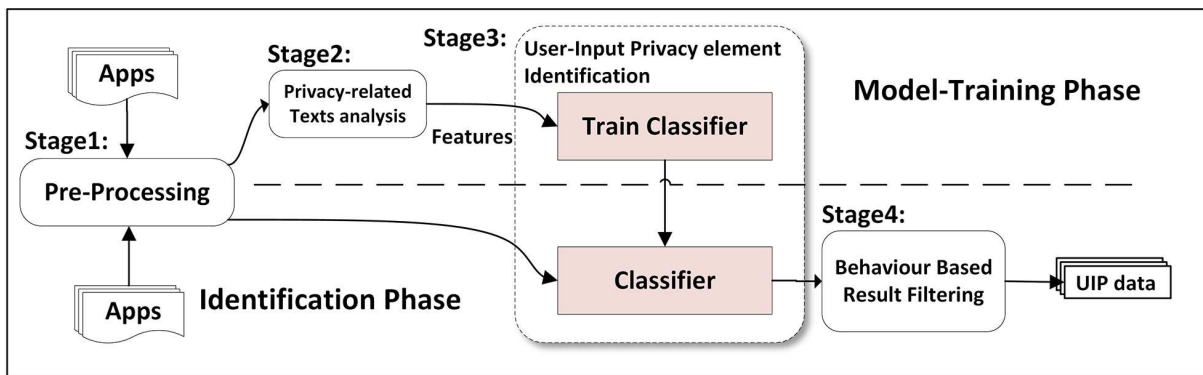 Apps
Stage1:
Pre-Processing
Apps
Stage2:
Privacy-related
Texts analysis
Features
Stage3:
User-Input Privacy element
Identification
Train Classifier
Classifier
Model-Training Phase
Identification Phase
Stage4:
Behaviour Based
Result Filtering
UIP data